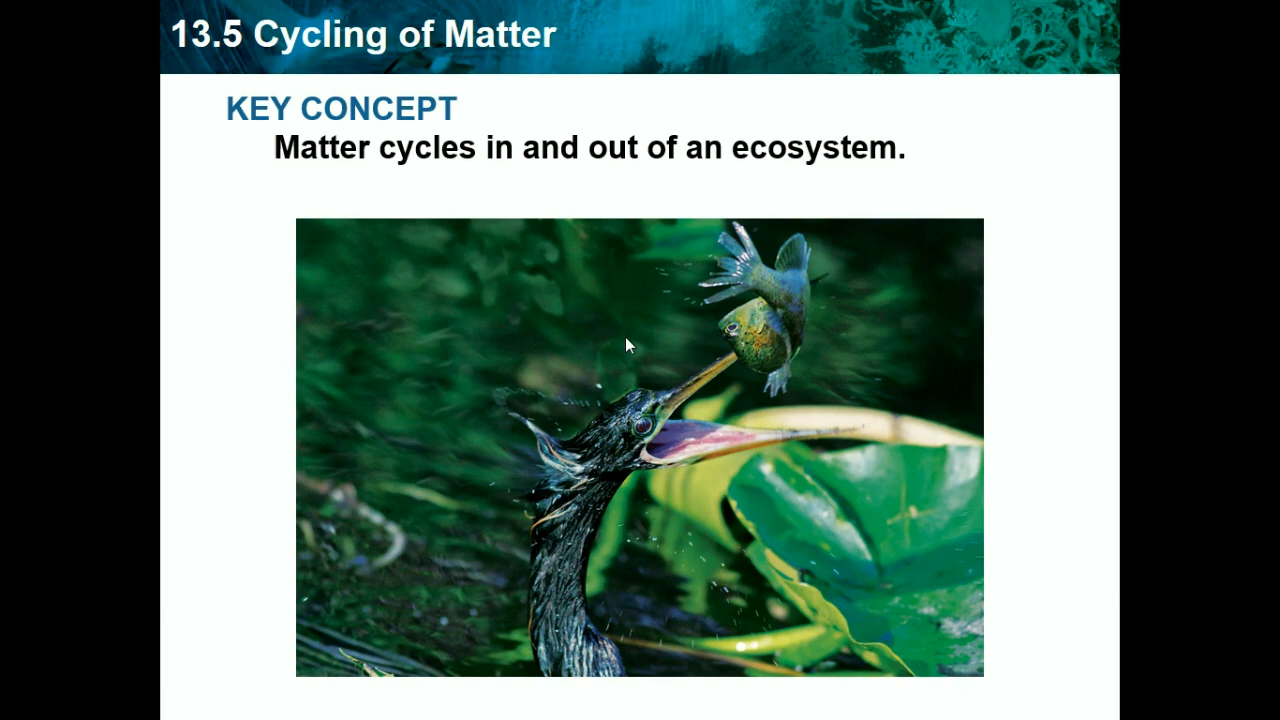 13.5 Cycling of Matter
KEY CONCEPT
Matter cycles in and out of an ecosystem.